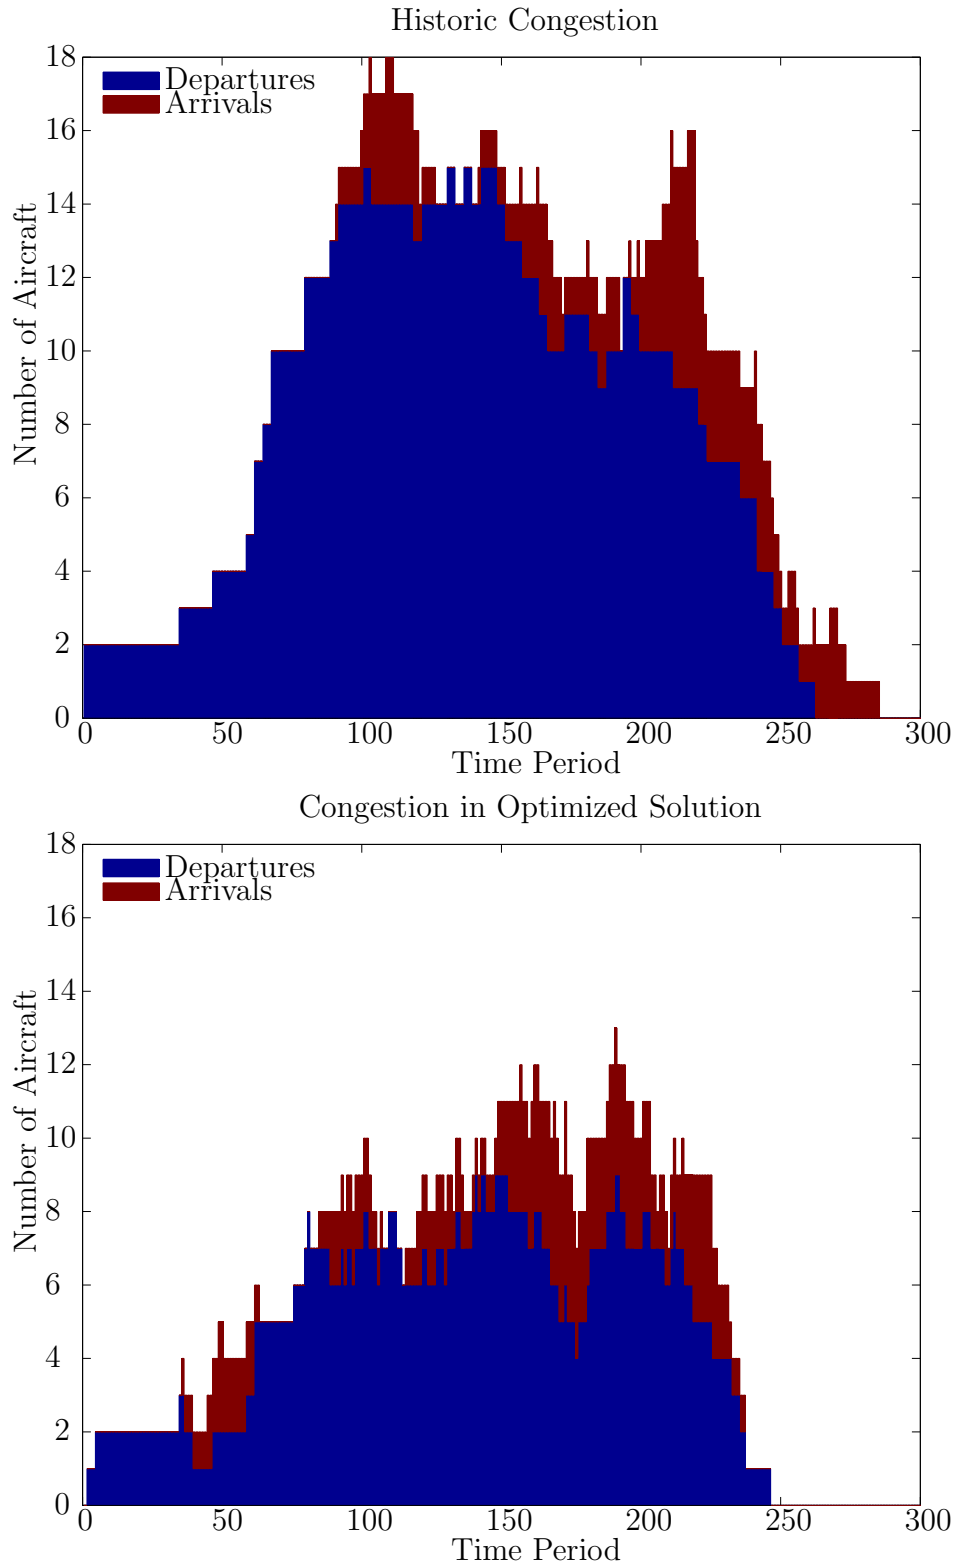 Historic Congestion
18
16
14
12
10
8
6
4
2
0
Number of Aircraft
Departures
Arrivals
0 50 100 150 200 250 300
Time Period
Congestion in Optimized Solution
18
16
14
12
10
8
6
4
2
0
Number of Aircraft
Departures
Arrivals
0 50 100 150 200 250 300
Time Period